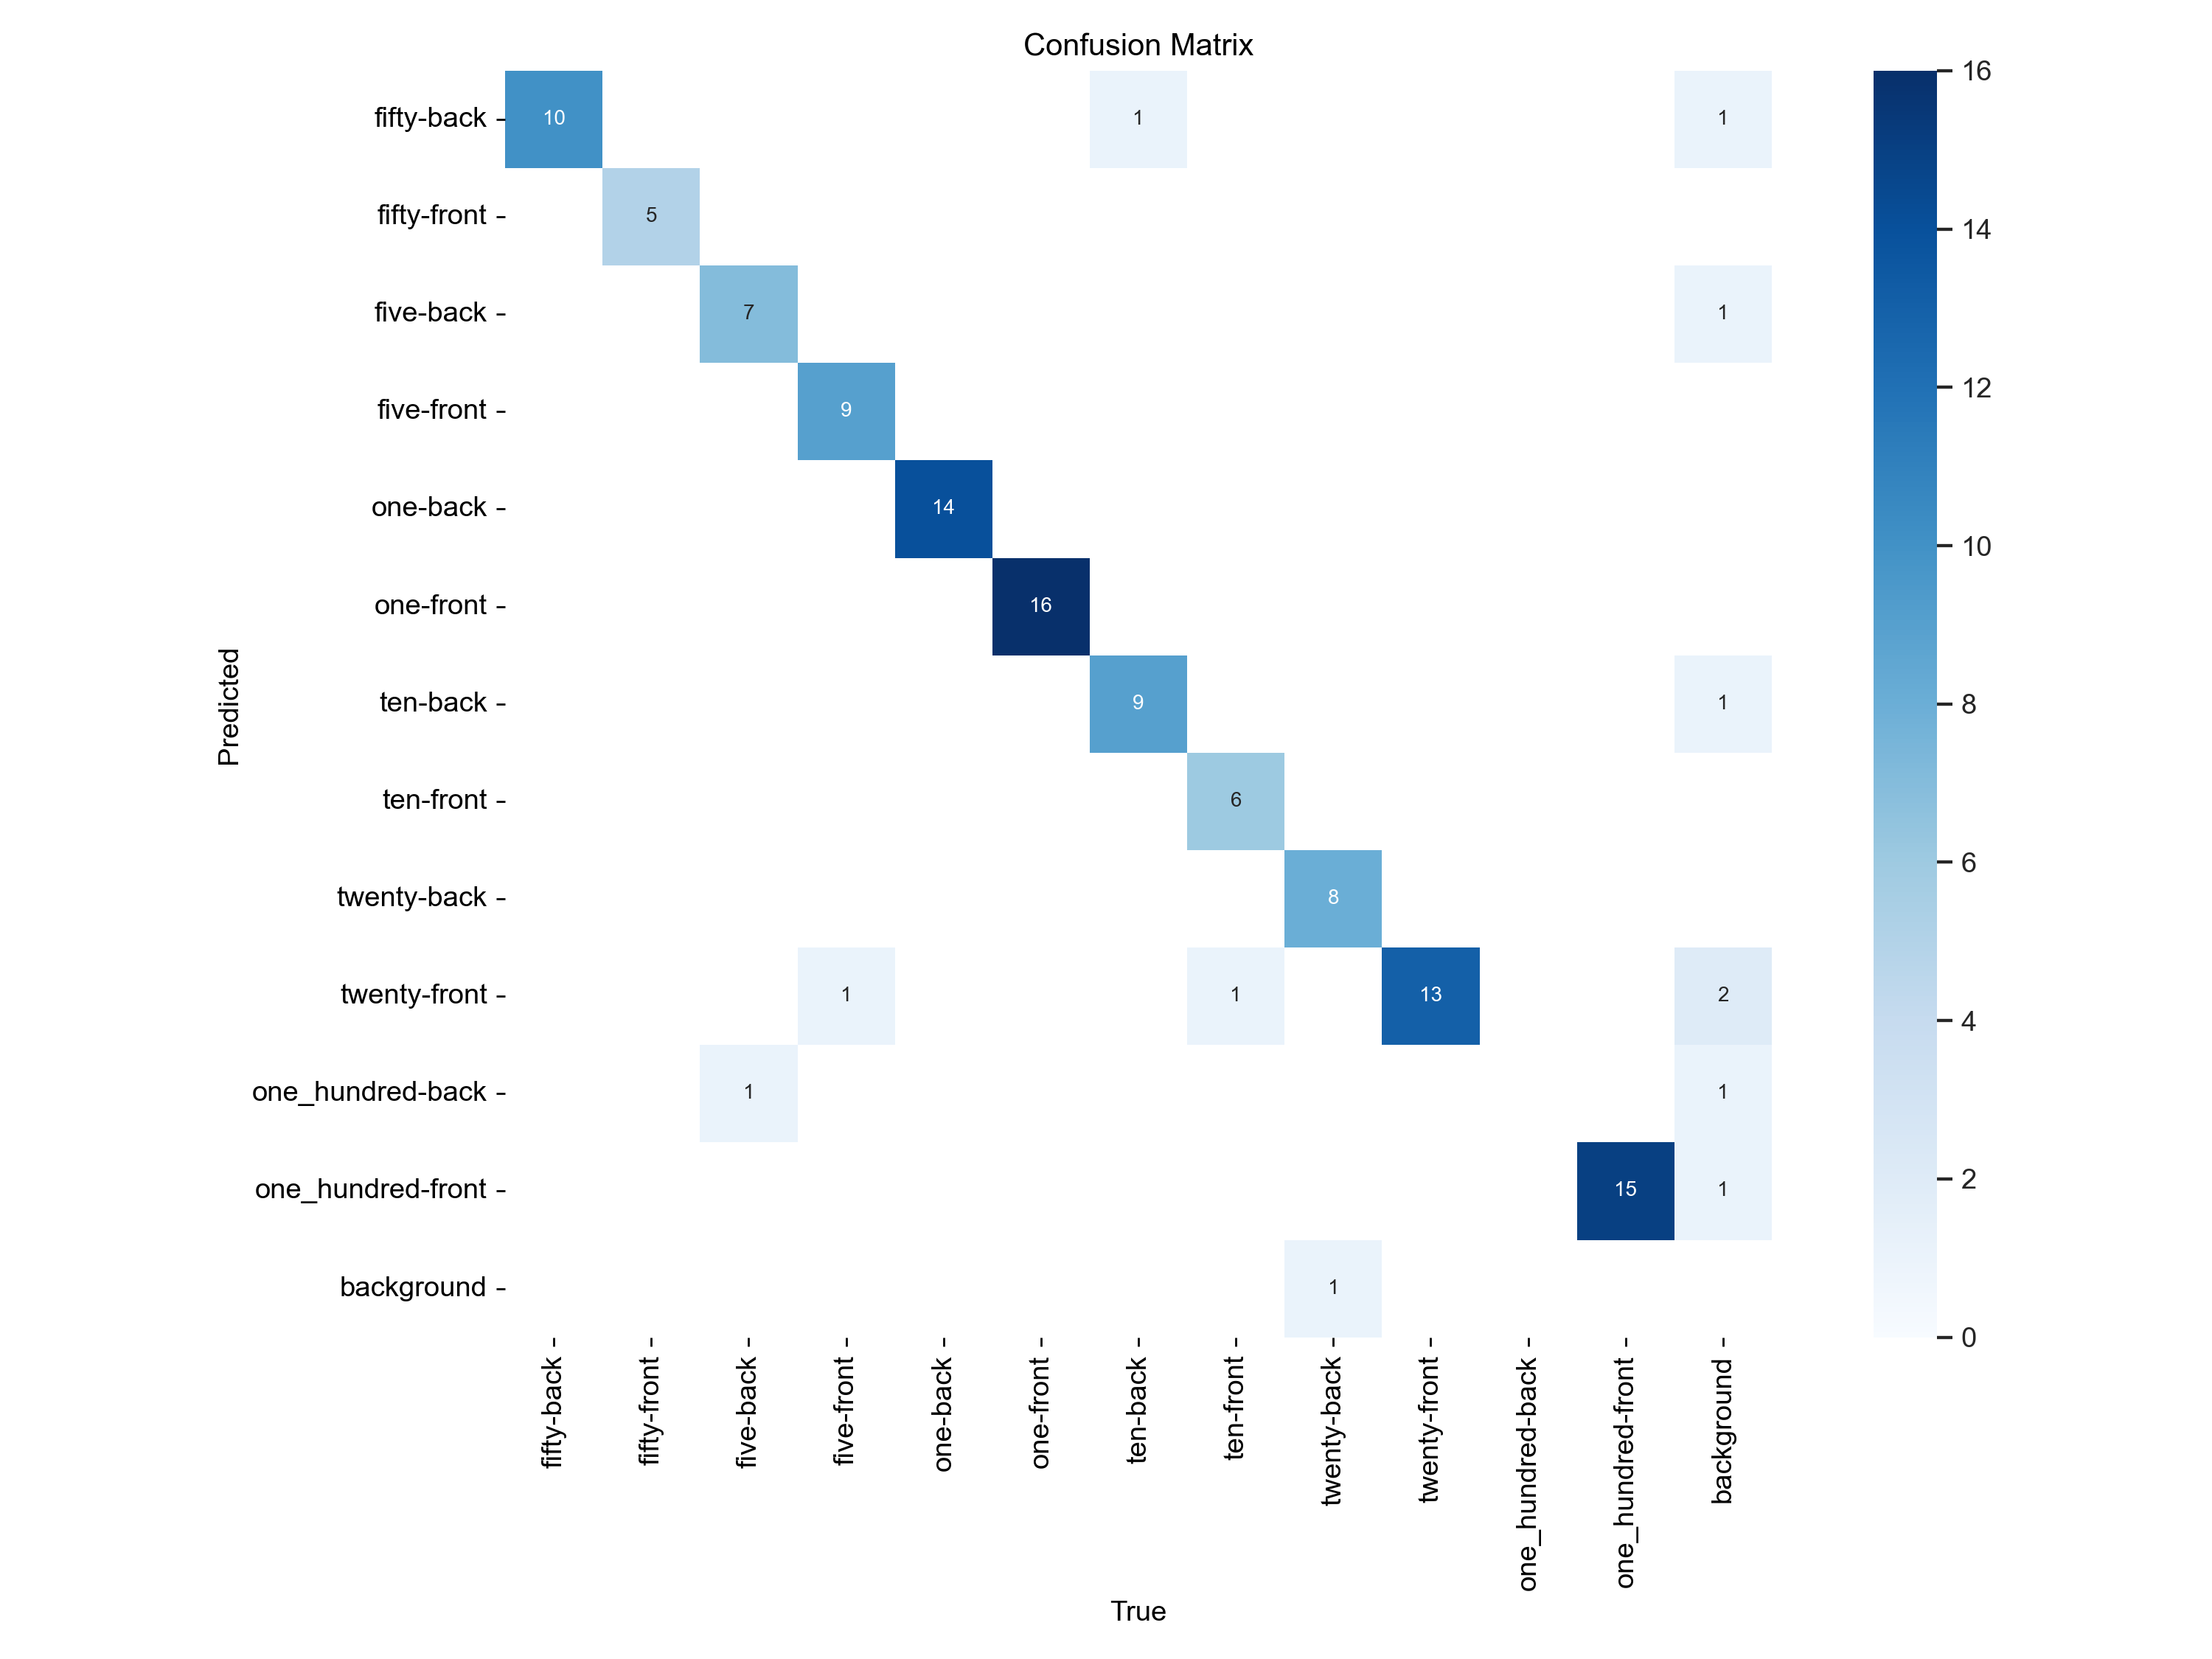 Confusion Matrix
fifty-back 10 1 1
fifty-front 5
five-back 7 1
five-front 9
one-back 14
one-front 16
ten-back 9 1
ten-front 6
twenty-back 8
twenty-front 1 1 13 2
one_hundred-back 1 1
one_hundred-front 15 1
background 1
Predicted
fifty-back
fifty-front
five-back
five-front
one-back
one-front
ten-back
ten-front
twenty-back
twenty-front
one_hundred-back
one_hundred-front
background
True
16
14
12
10
8
6
4
2
0